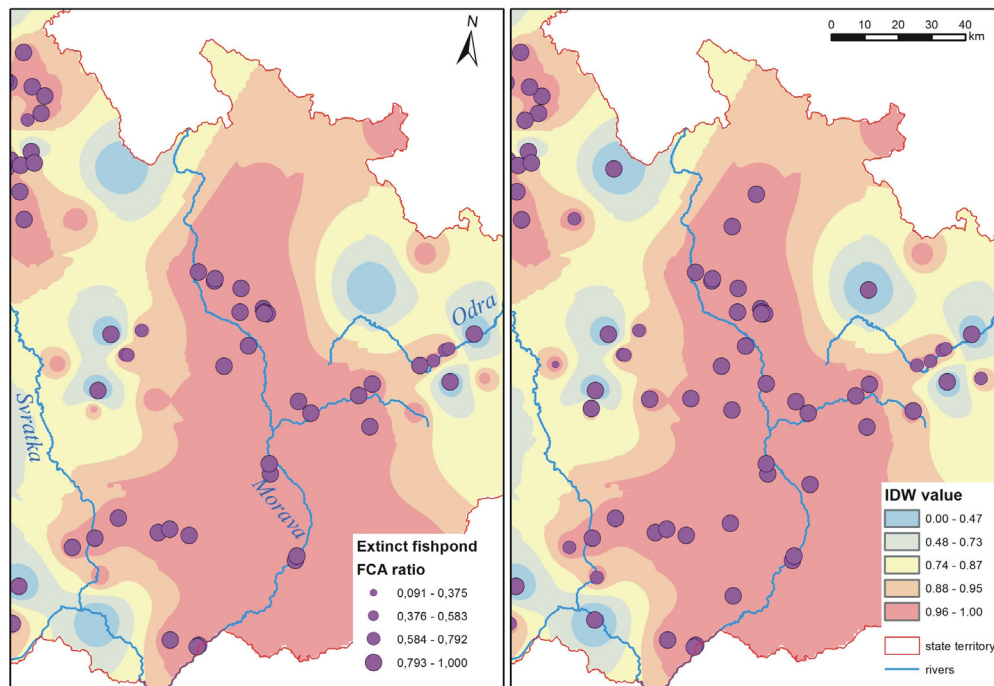 N
0 10 20 30 40
km
Odra
Svratka
Morava
Extinct fishpond
FCA ratio
0,091 - 0,375
0,376 - 0,583
0,584 - 0,792
0,793 - 1,000
IDW value
0.00 - 0.47
0.48 - 0.73
0.74 - 0.87
0.88 - 0.95
0.96 - 1.00
state territory
rivers